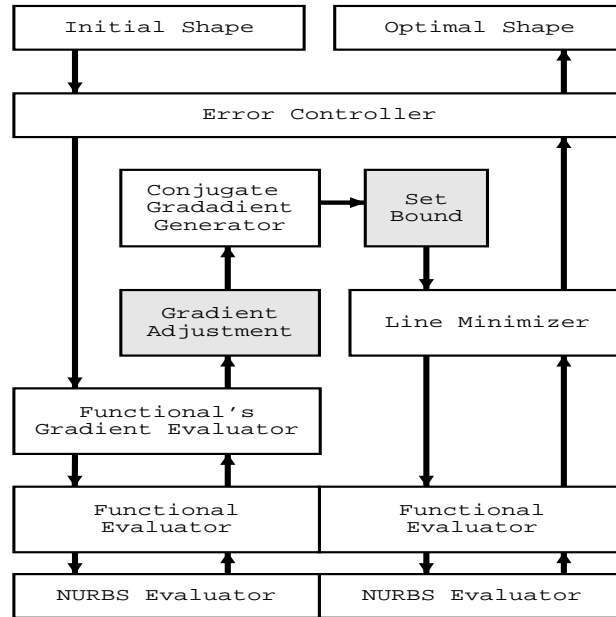 Initial Shape
Optimal Shape
Error Controller
Conjugate
Gradadient
Generator
Set
Bound
Gradient
Adjustment
Line Minimizer
Functional's
Gradient Evaluator
Functional
Evaluator
Functional
Evaluator
NURBS Evaluator
NURBS Evaluator